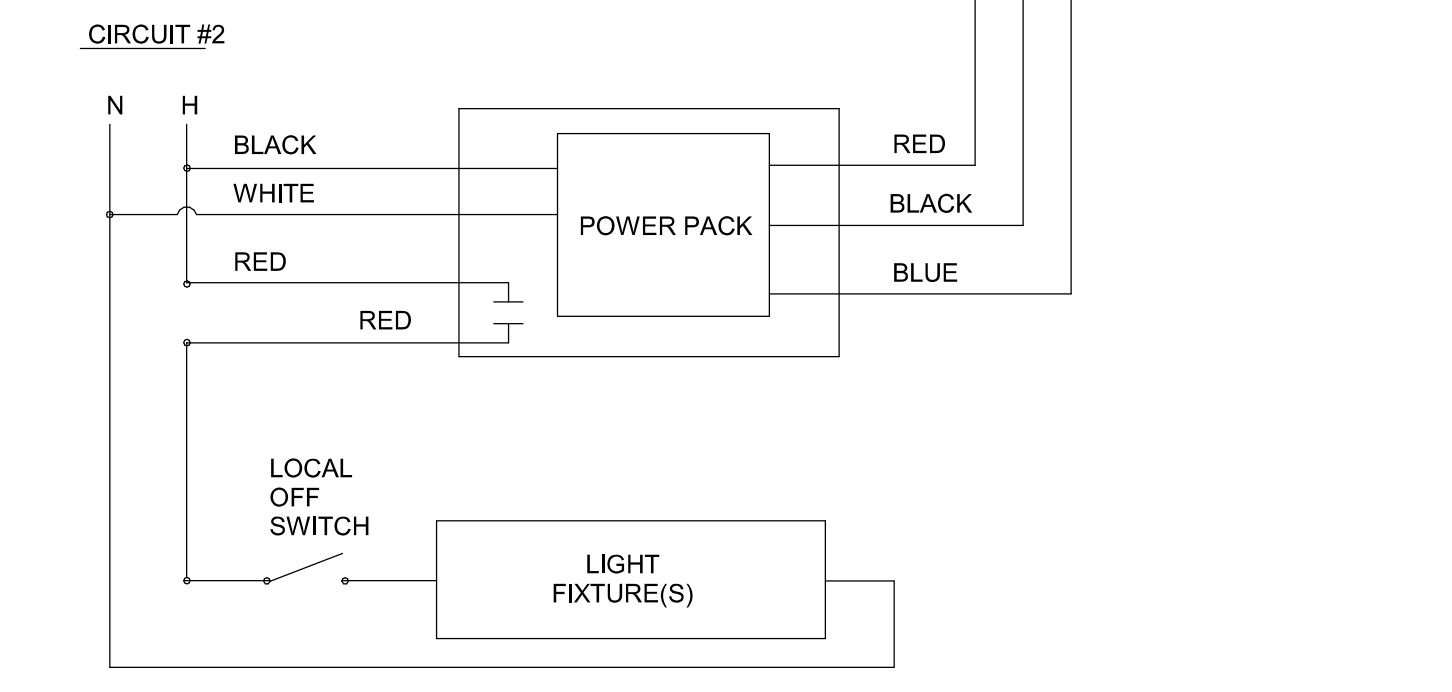 CIRCUIT #2
N H
BLACK
WHITE
RED
RED
POWER PACK
RED
BLACK
BLUE
LOCAL
OFF
SWITCH
LIGHT
FIXTURE(S)